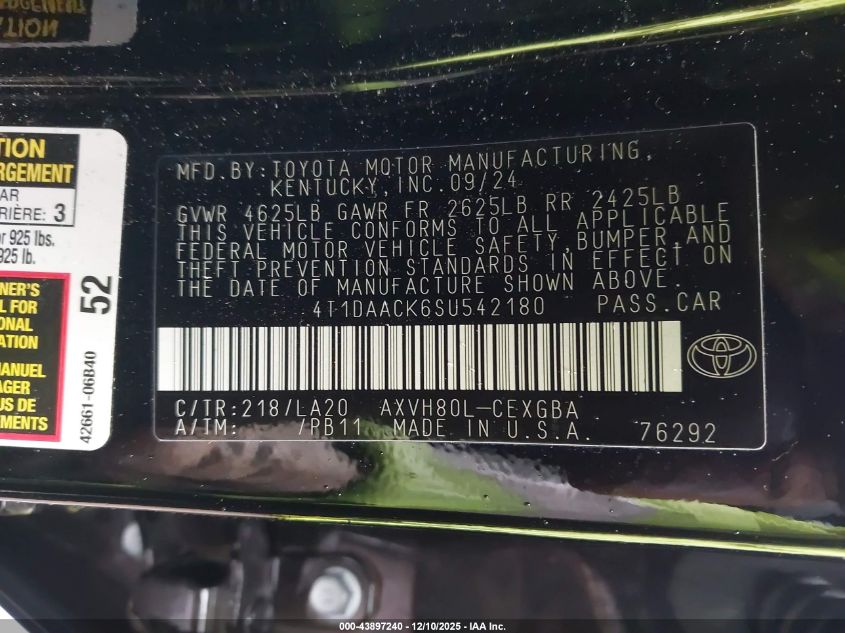 TION
RGEMENT
AR
RIÈRE: 3
r 925 lbs.
925 lb.
NER'S
L FOR
ONAL
ATION
MANUEL
AGER
US DE
EMENTS.
52
42661-06B40
MFD.BY:TOYOTA MOTOR MANUFACTURING,
KENTUCKY,INC.09/24
GVWR 4625LB GAWR FR 2625LB RR 2425LB
THIS VEHICLE CONFORMS TO ALL APPLICABLE
FEDERAL MOTOR VEHICLE SAFETY,BUMPER,AND
THEFT PREVENTION STANDARDS IN EFFECT ON
THE DATE OF MANUFACTURE SHOWN ABOVE.
4T1DAACK6SU542180 PASS.CAR
C/TR:218/LA20 AXVH80L-CEXGBA
A/TM: /PB11 MADE IN U.S.A. 76292
000-43897240 – 12/10/2025 – IAA Inc.